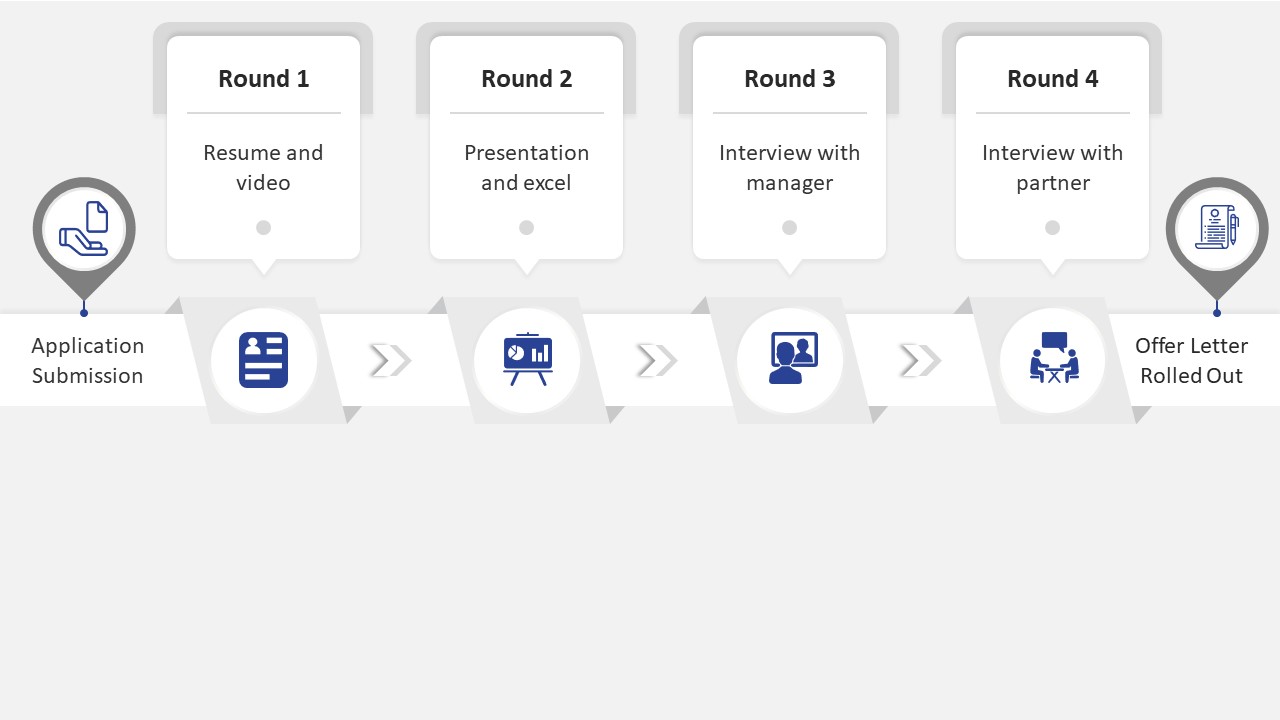 Round 1
Resume and
video
Round 2
Presentation
and excel
Round 3
Interview with
manager
Round 4
Interview with
partner
Application
Submission
Offer Letter
Rolled Out